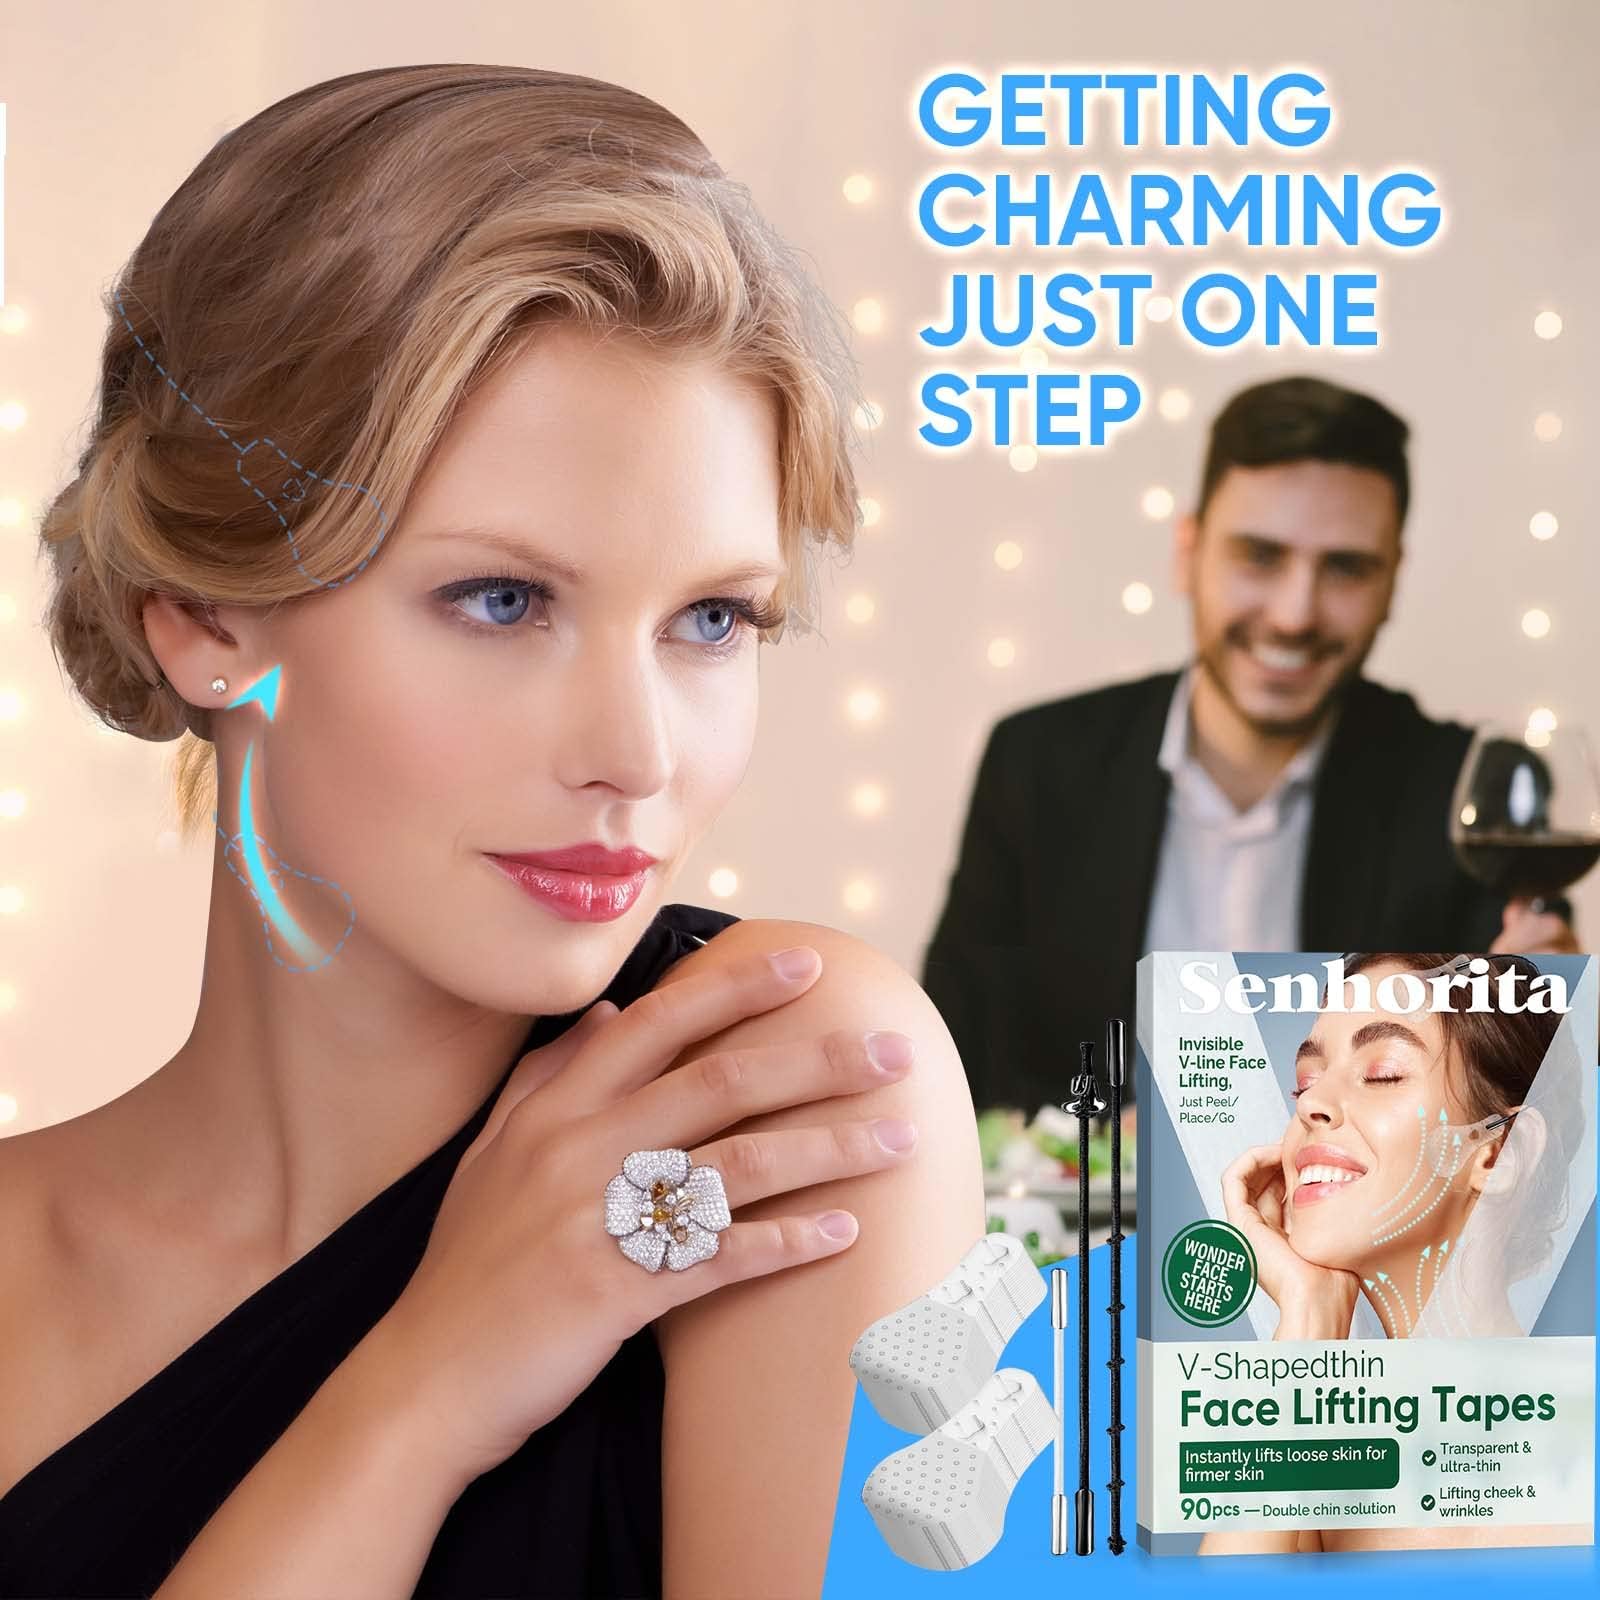 GETTING
CHARMING
JUST ONE
STEP
Senhorita
Invisible
V-line Face
Lifting,
Just Peel/
Place/Go
WONDER
FACE
STARTS
HERE
V-Shapedthin
Face Lifting Tapes
Instantly lifts loose skin for
firmer skin
Transparent &
ultra-thin
90pcs — Double chin solution
Lifting cheek &
wrinkles